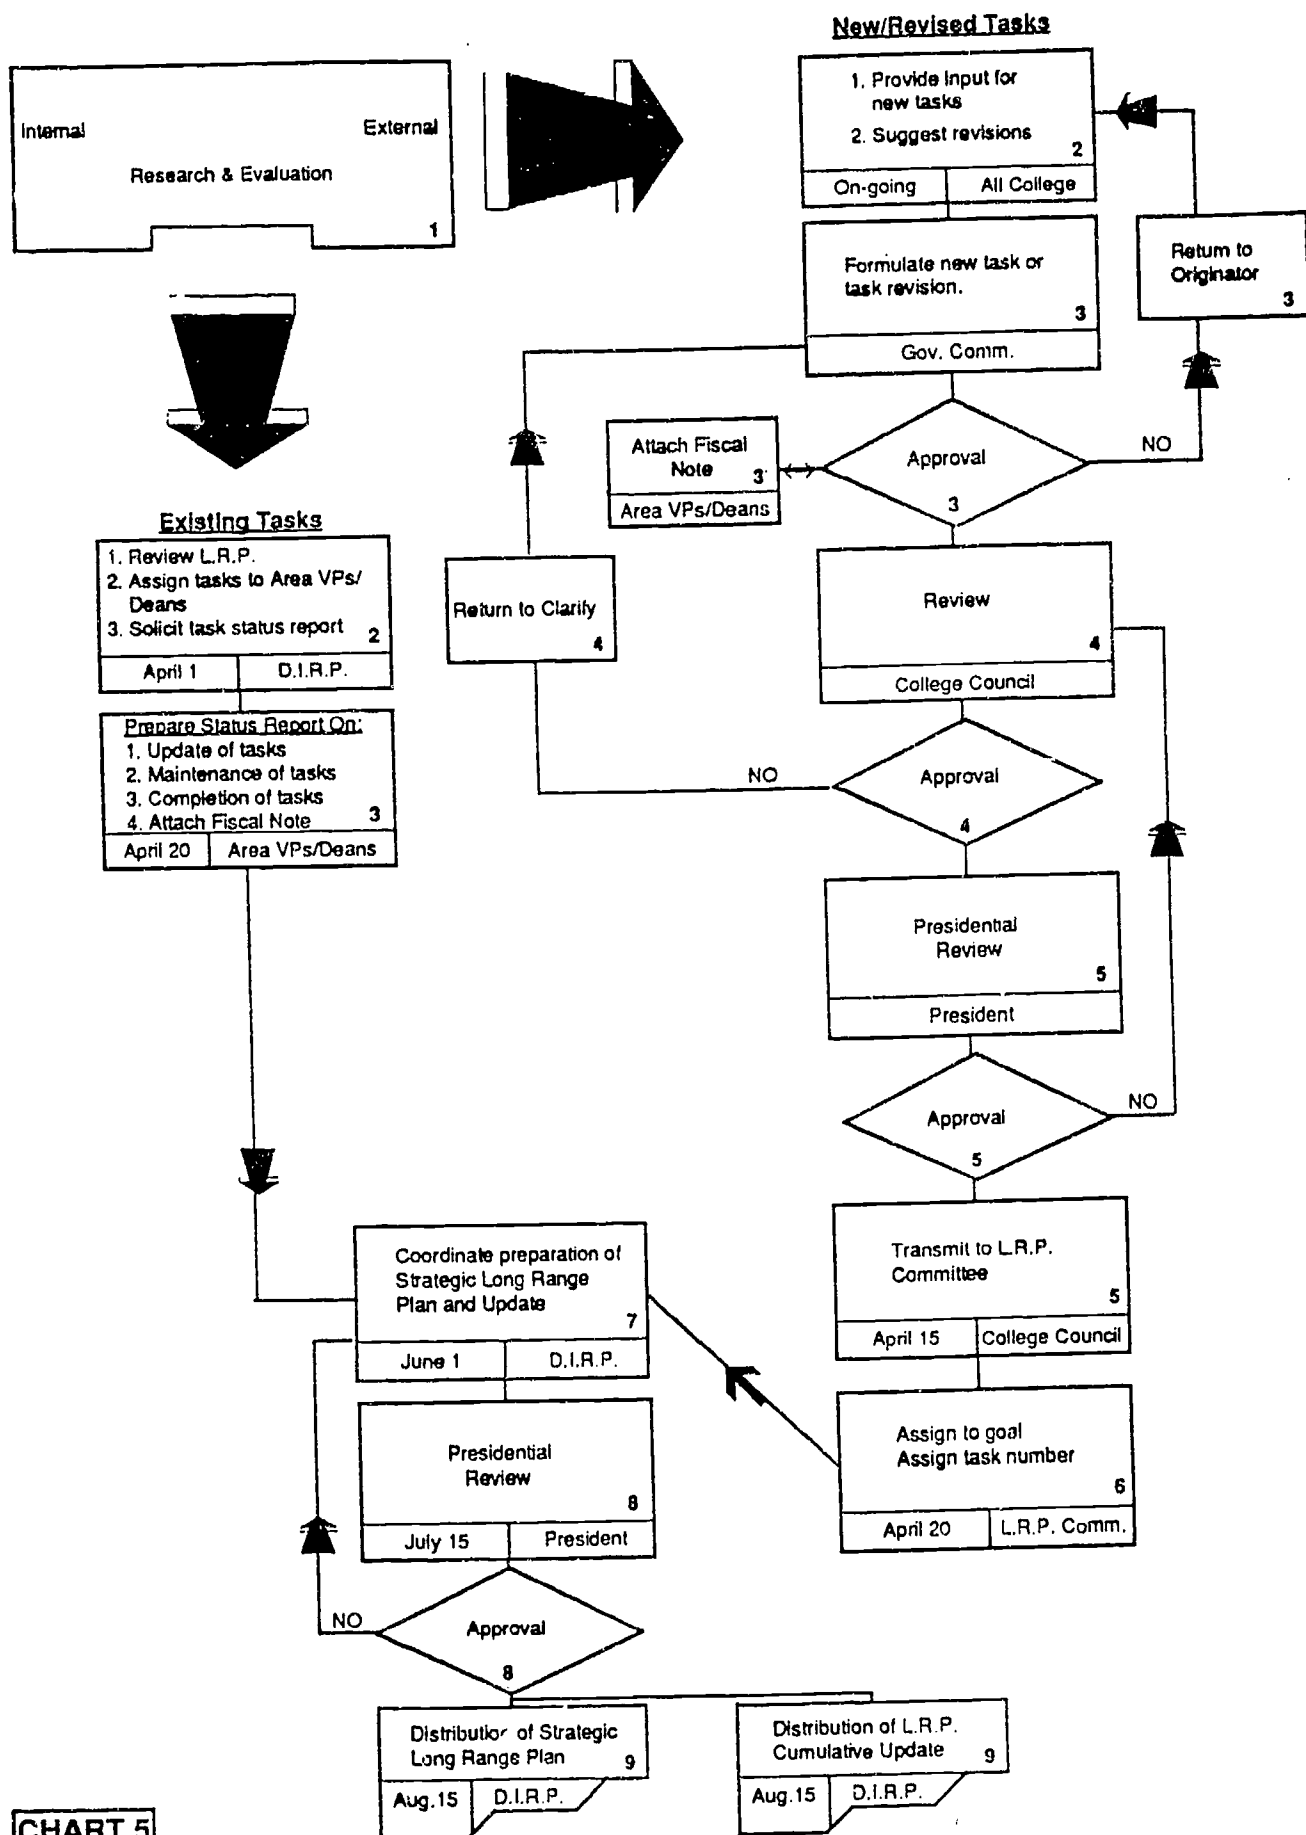 New/Revised Tasks
1. Provide Input for
new tasks
2. Suggest revisions
2
On-going
All College
Internal
External
Research & Evaluation
1
Formulate new task or
task revision.
3
Gov. Comm.
Return to
Originator
3
Attach Fiscal
Note
3
Area VPs/Deans
Approval
3
NO
Existing Tasks
1. Review L.R.P.
2. Assign tasks to Area VPs/
Deans
3. Solicit task status report
2
April 1
D.I.R.P.
Return to Clarify
4
Review
4
College Council
Prepare Status Report On:
1. Update of tasks
2. Maintenance of tasks
3. Completion of tasks
4. Attach Fiscal Note
3
April 20
Area VPs/Deans
NO
Approval
4
Presidential
Review
5
President
Approval
5
NO
Transmit to L.R.P.
Committee
5
April 15
College Council
Coordinate preparation of
Strategic Long Range
Plan and Update
7
June 1
D.I.R.P.
Assign to goal
Assign task number
6
April 20
L.R.P. Comm.
Presidential
Review
8
July 15
President
NO
Approval
8
Distribution of Strategic
Long Range Plan
9
Aug.15
D.I.R.P.
Distribution of L.R.P.
Cumulative Update
9
Aug.15
D.I.R.P.
CHART 5